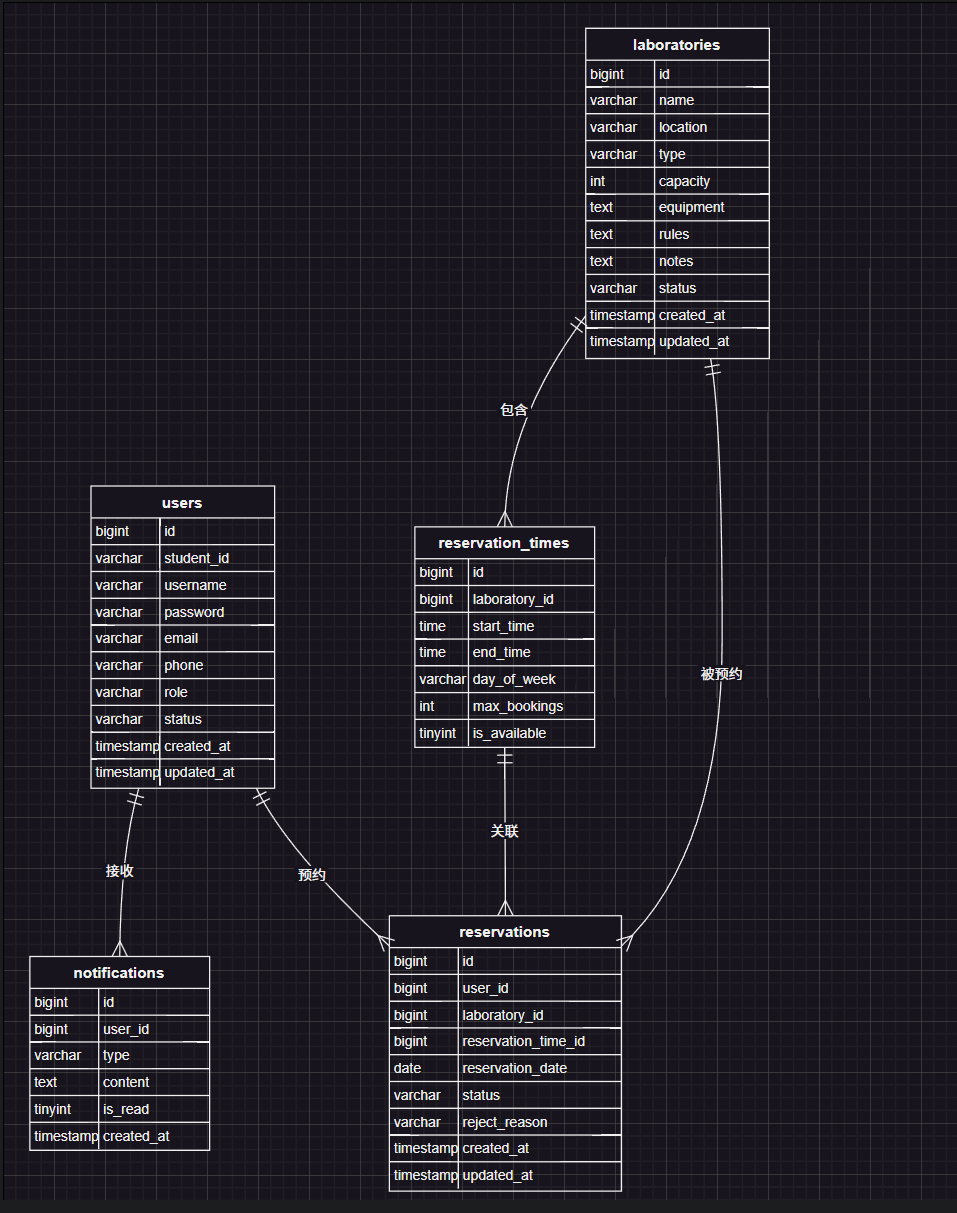 laboratories
bigint id
varchar name
varchar location
varchar type
int capacity
text equipment
text rules
text notes
varchar status
timestamp created_at
timestamp updated_at
包含
users
bigint id
varchar student_id
varchar username
varchar password
varchar email
varchar phone
varchar role
varchar status
timestamp created_at
timestamp updated_at
reservation_times
bigint id
bigint laboratory_id
time start_time
time end_time
varchar day_of_week
int max_bookings
tinyint is_available
被预约
关联
接收
预约
notifications
bigint id
bigint user_id
varchar type
text content
tinyint is_read
timestamp created_at
reservations
bigint id
bigint user_id
bigint laboratory_id
bigint reservation_time_id
date reservation_date
varchar status
varchar reject_reason
timestamp created_at
timestamp updated_at